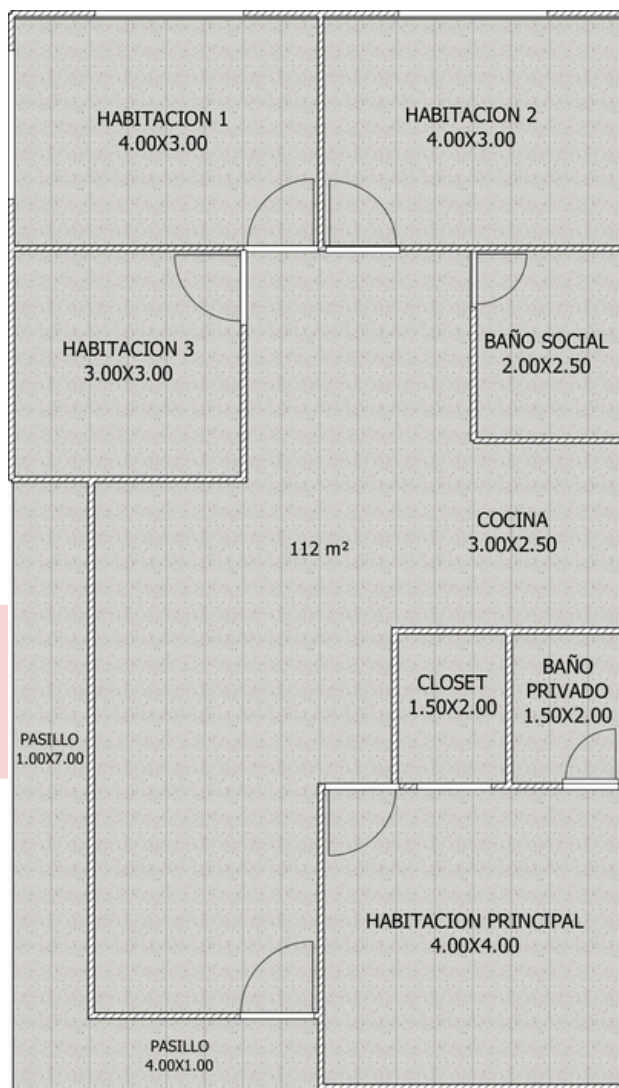 HABITACION 1
4.00X3.00
HABITACION 2
4.00X3.00
HABITACION 3
3.00X3.00
BAÑO SOCIAL
2.00X2.50
COCINA
3.00X2.50
112 m²
CLOSET
1.50X2.00
BAÑO
PRIVADO
1.50X2.00
PASILLO
1.00X7.00
HABITACION PRINCIPAL
4.00X4.00
PASILLO
4.00X1.00